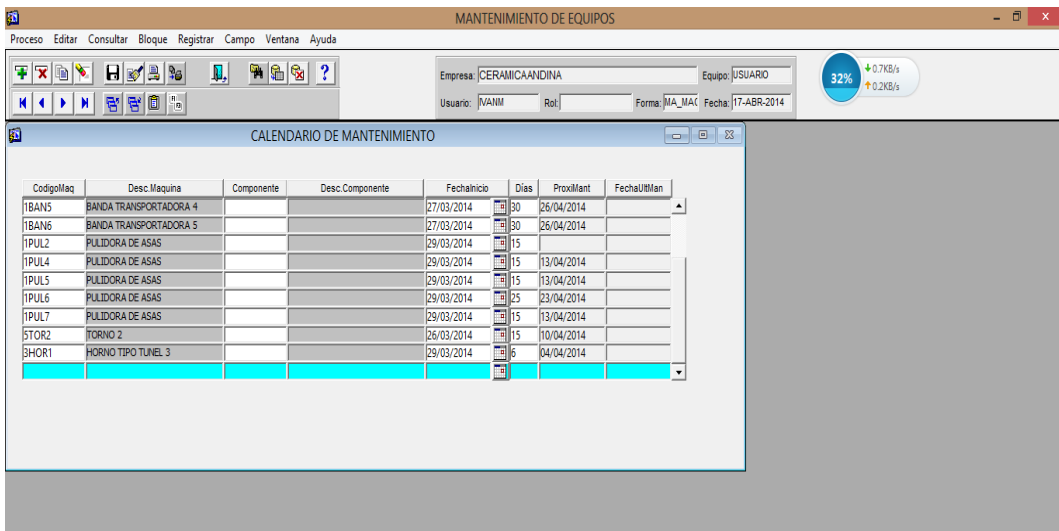 MANTENIMIENTO DE EQUIPOS
Proceso Editar Consultar Bloque Registrar Campo Ventana Ayuda
Empresa: CERAMICAANDINA Equipo: USUARIO
Usuario: IVANM Rol: Forma: MA_MAC Fecha: 17-ABR-2014
32% 0.7KB/s
0.2KB/s
CALENDARIO DE MANTENIMIENTO
CodigoMaq Desc.Maquina Componente Desc.Componente FechaInicio Días ProxiMant FechaUltMan
1BAN5 BANDA TRANSPORTADORA 4 27/03/2014 30 26/04/2014
1BAN6 BANDA TRANSPORTADORA 5 27/03/2014 30 26/04/2014
1PUL2 PULIDORA DE ASAS 29/03/2014 15
1PUL4 PULIDORA DE ASAS 29/03/2014 15 13/04/2014
1PUL5 PULIDORA DE ASAS 29/03/2014 15 13/04/2014
1PUL6 PULIDORA DE ASAS 29/03/2014 25 23/04/2014
1PUL7 PULIDORA DE ASAS 29/03/2014 15 13/04/2014
5TOR2 TORNO 2 26/03/2014 15 10/04/2014
3HOR1 HORNO TIPO TUNEL 3 29/03/2014 6 04/04/2014